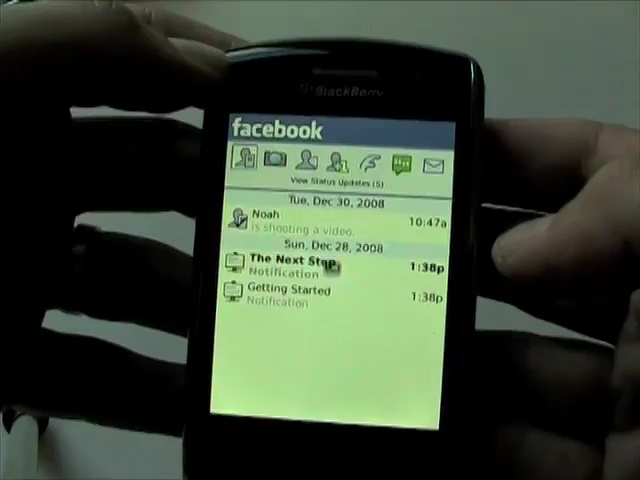 BlackBerry
facebook
View Status Updates (5)
Tue, Dec 30, 2008
Noah 10:47a
is shooting a video.
Sun, Dec 28, 2008
The Next Step 1:38p
Notification
Getting Started 1:38p
Notification